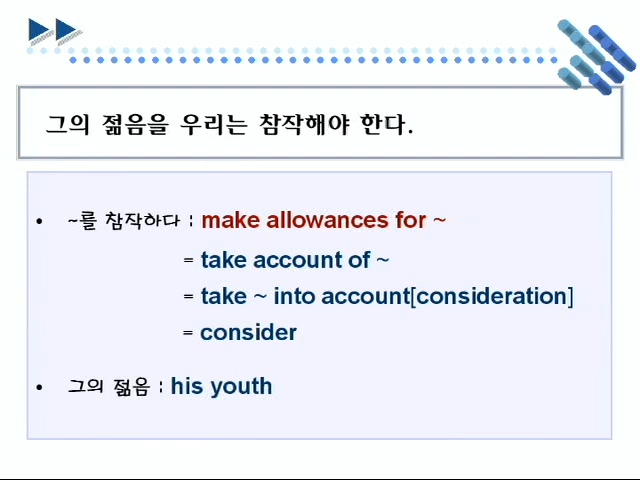 그의 젊음을 우리는 참작해야 한다.
• ~를 참작하다 : make allowances for ~
= take account of ~
= take ~ into account[consideration]
= consider
• 그의 젊음 : his youth